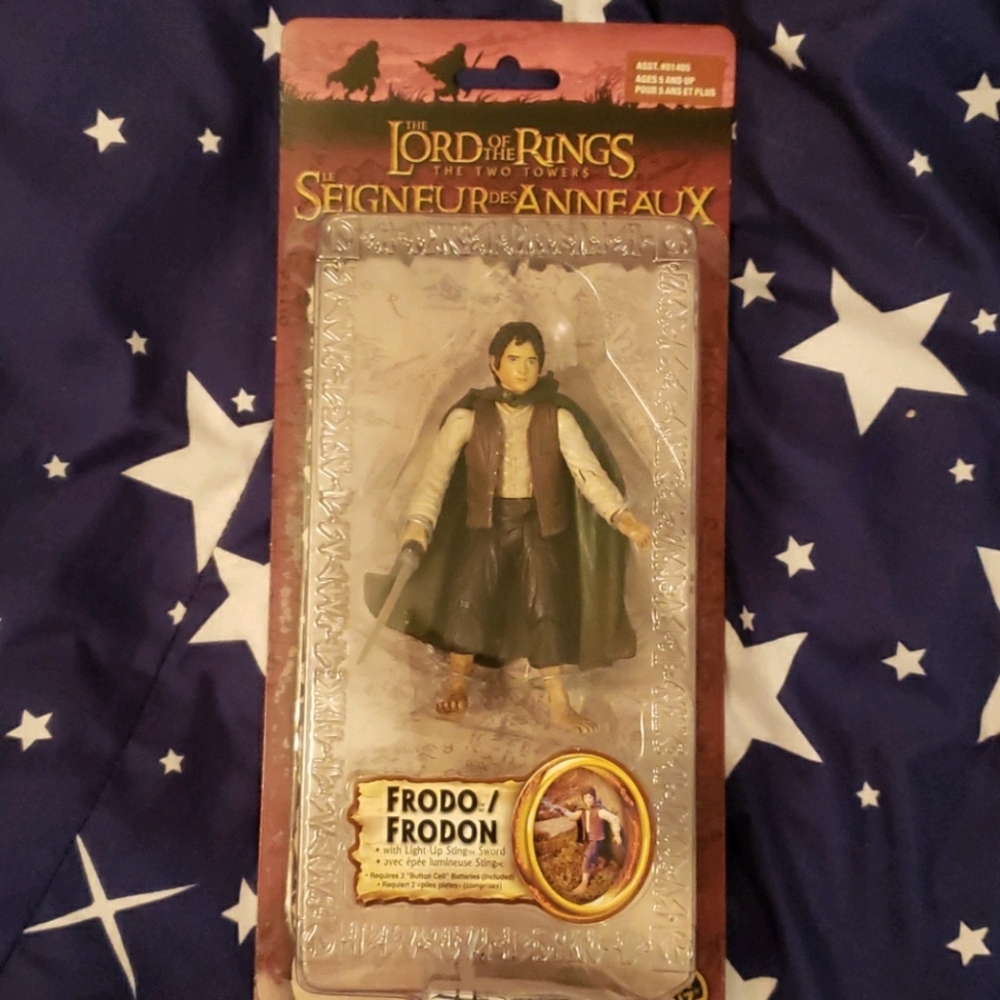 ASST. #81405
AGES 5 AND UP
POUR 5 ANS ET PLUS
THE
LORD OF THE RINGS
THE TWO TOWERS
LE
SEIGNEUR DES ANNEAUX
FRODO™ /
FRODON
• with Light-Up Sting™ Sword
• avec épée lumineuse Sting
• Requires 2 "Button Cell" Batteries (included)
• Requiert 2 «piles plates» (comprises)